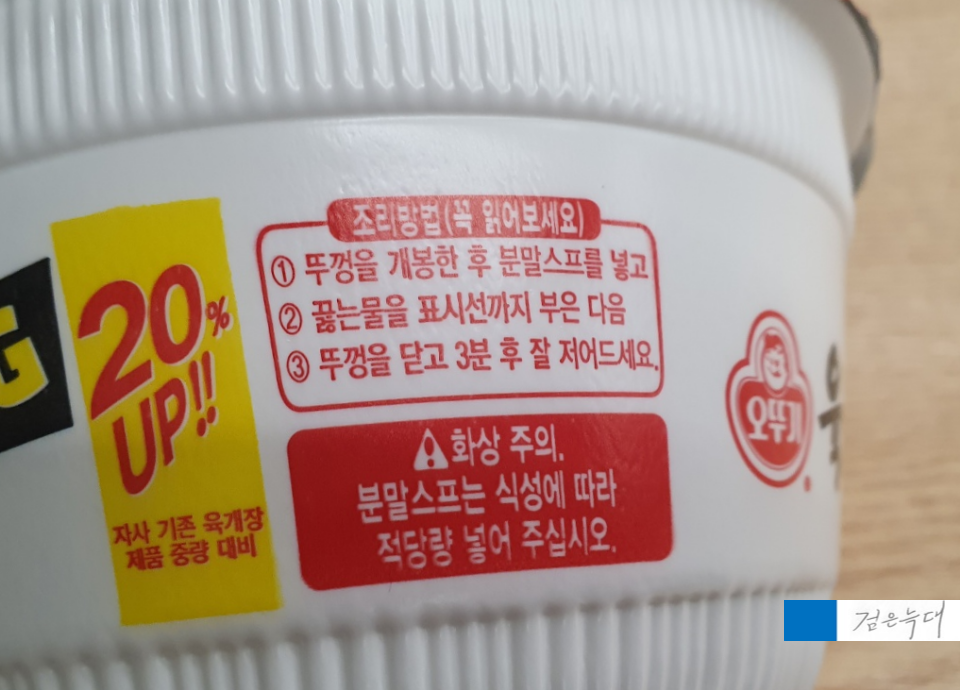 G
20%
UP!!
자사 기존 육개장
제품 중량 대비
조리방법(꼭 읽어보세요)
① 뚜껑을 개봉한 후 분말스프를 넣고
② 끓는물을 표시선까지 부은 다음
③ 뚜껑을 닫고 3분 후 잘 저어드세요.
화상 주의.
분말스프는 식성에 따라
적당량 넣어 주십시오.
오뚜기
검은늑대